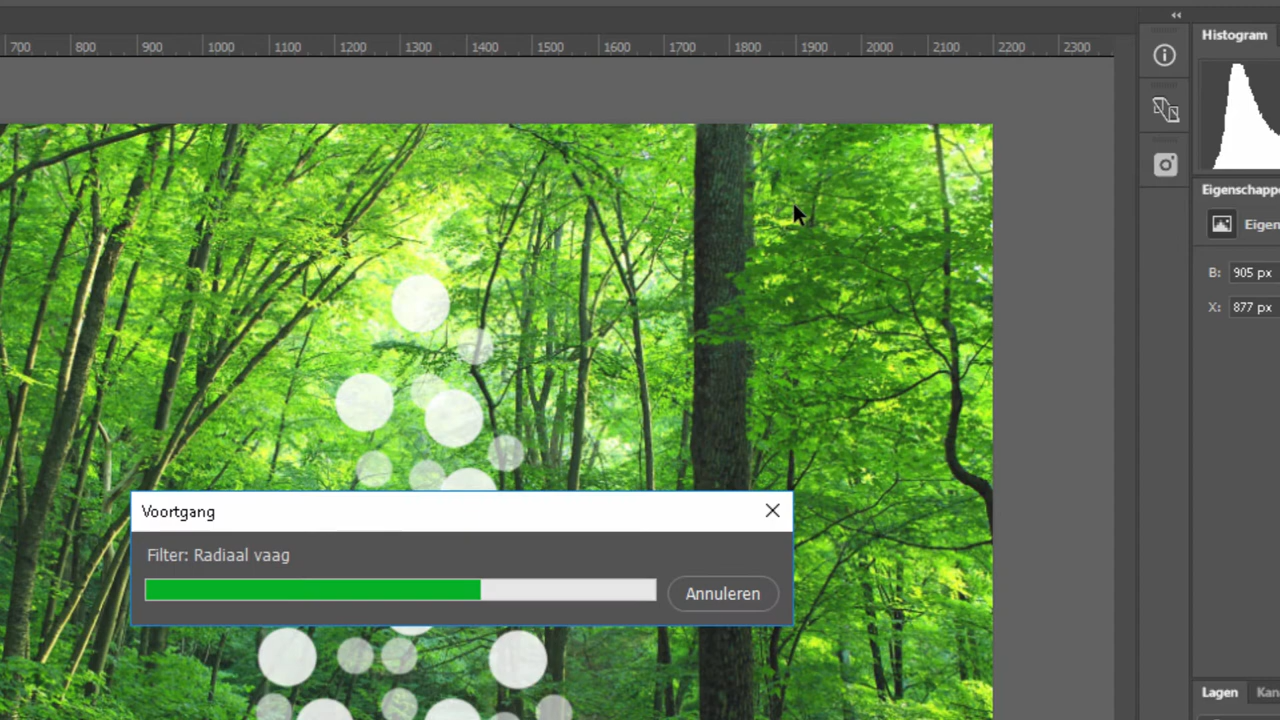 700 800 900 1000 1100 1200 1300 1400 1500 1600 1700 1800 1900 2000 2100 2200 2300
Histogram
Eigenschappe
Eigen
B: 905 px
X: 877 px
Voortgang
Filter: Radiaal vaag
Annuleren
Lagen Kan